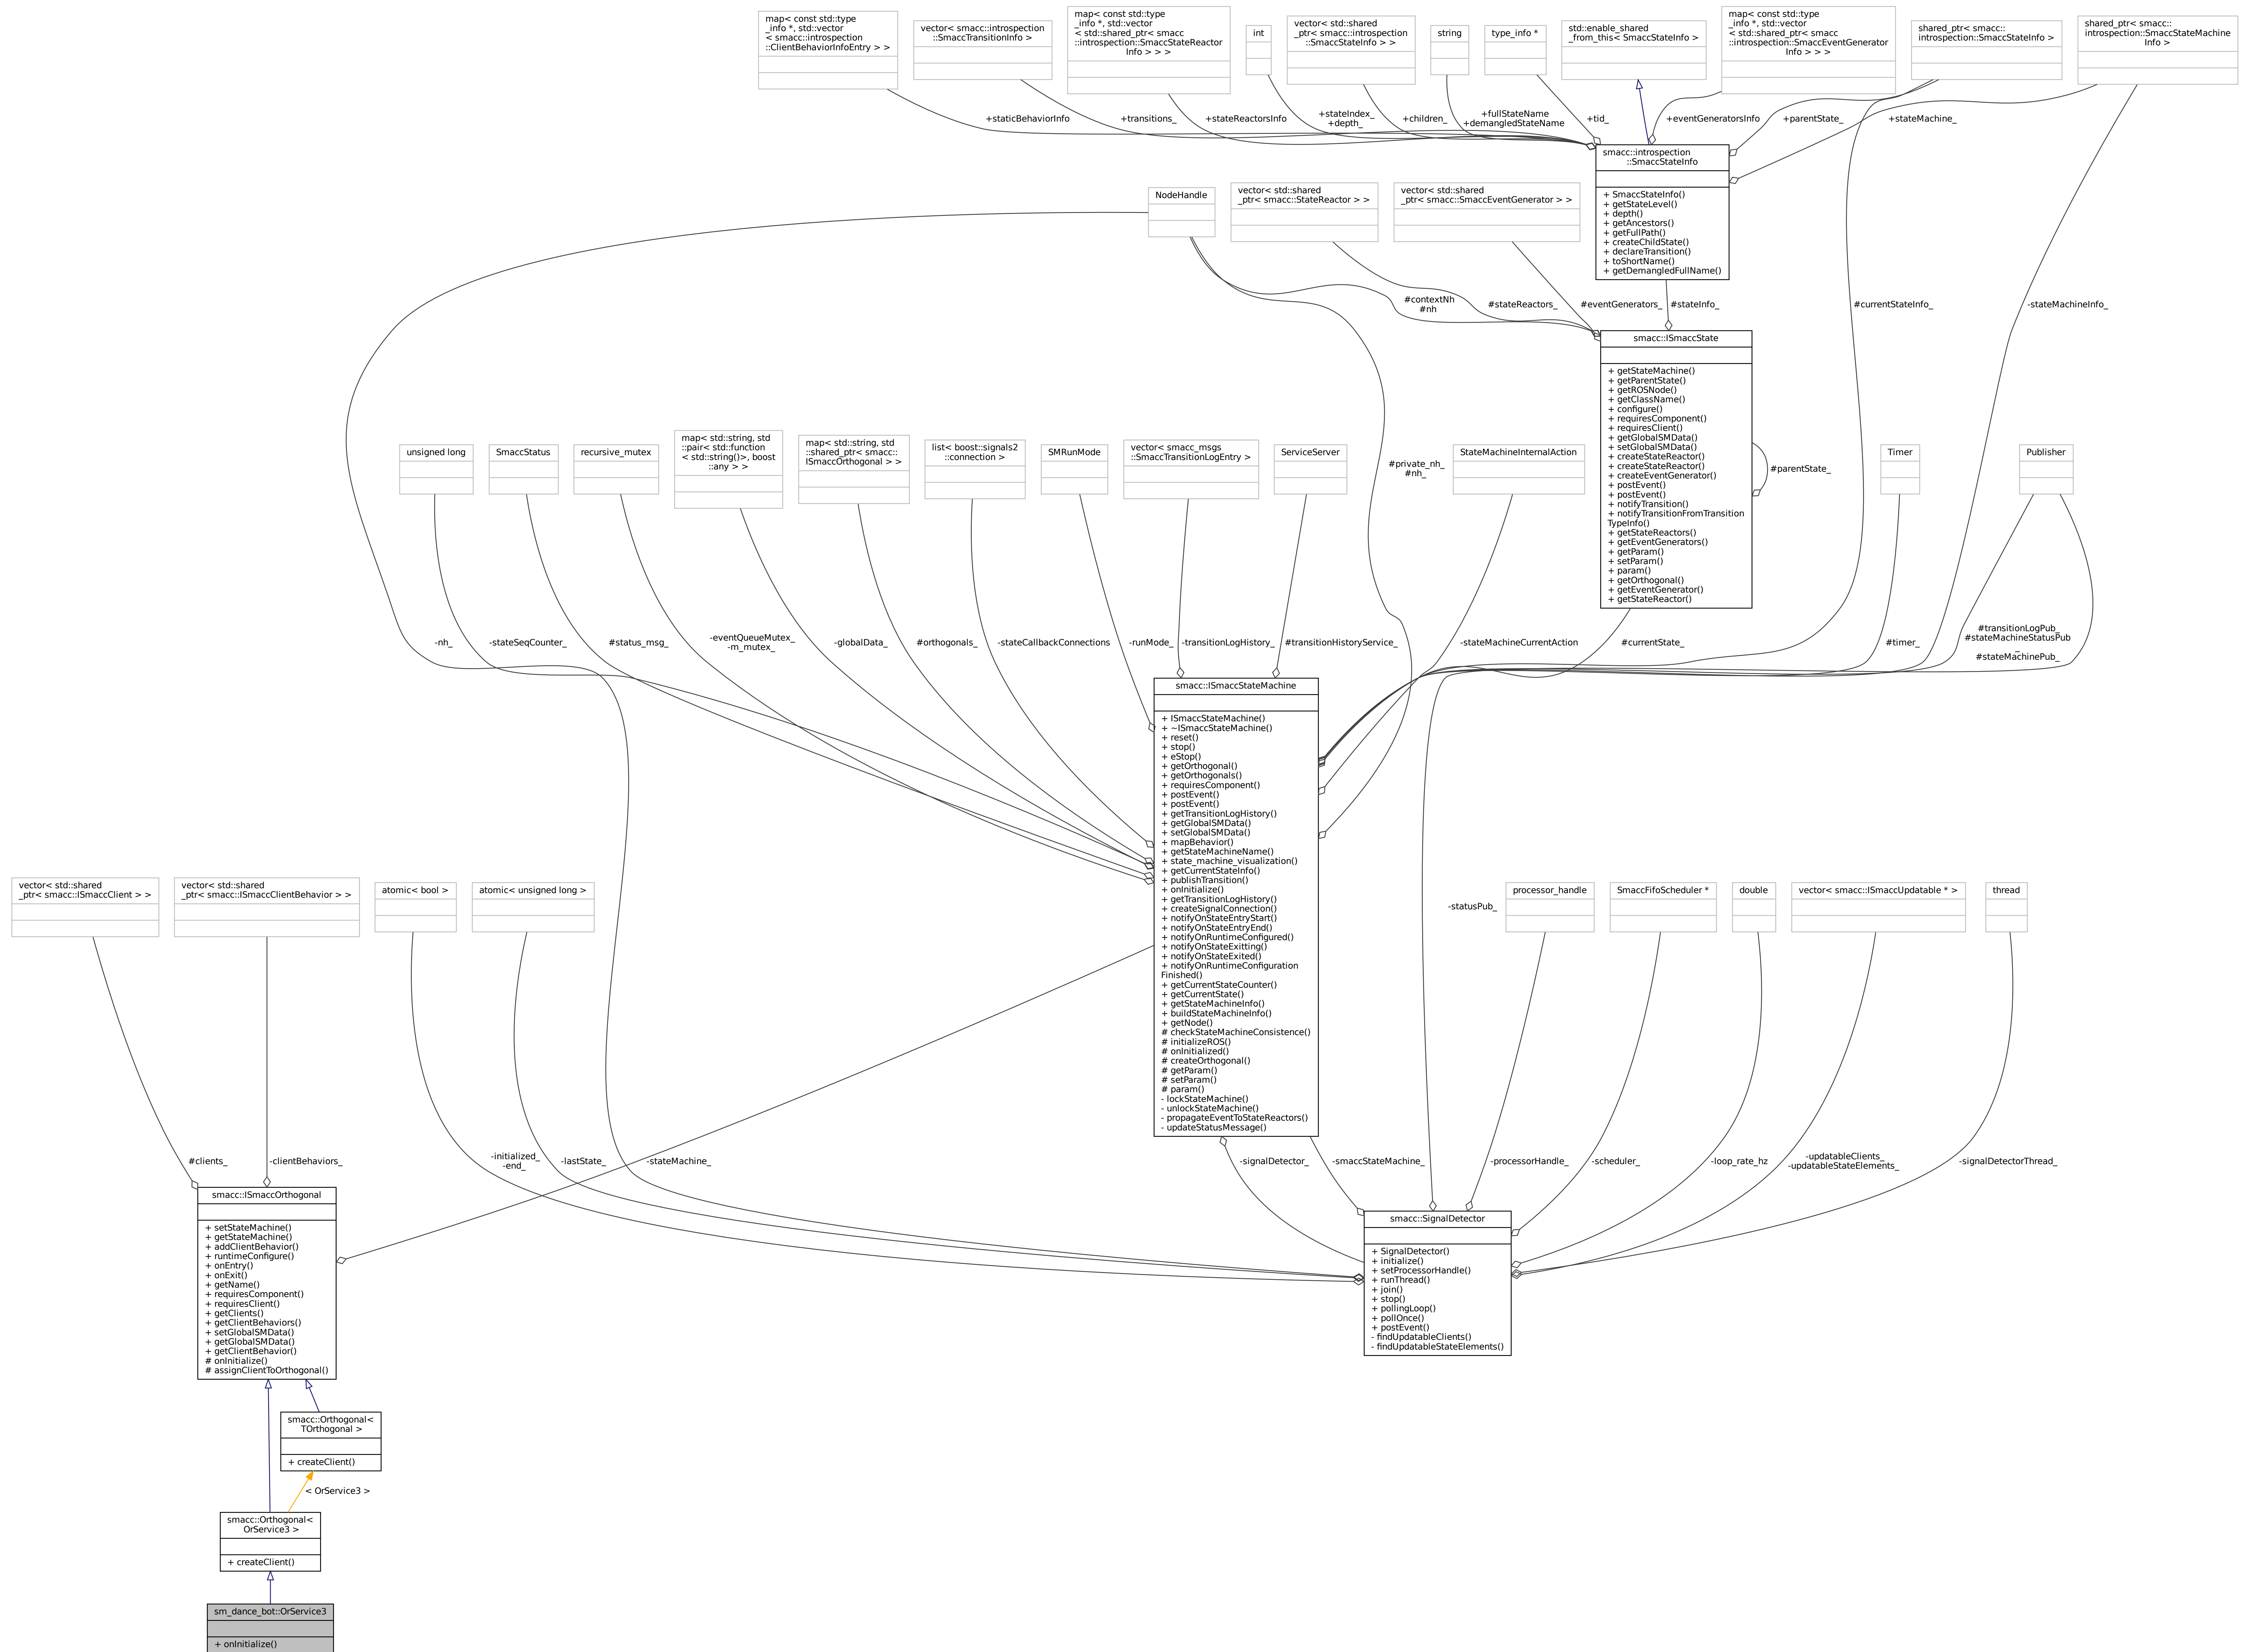 map< const std::type
_info *, std::vector
< smacc::introspection
::ClientBehaviorInfoEntry > >
vector< smacc::introspection
::SmaccTransitionInfo >
map< const std::type
_info *, std::vector
< std::shared_ptr< smacc
::introspection::SmaccStateReactor
Info > > >
int
vector< std::shared
_ptr< smacc::introspection
::SmaccStateInfo > >
string
type_info *
std::enable_shared
_from_this< SmaccStateInfo >
map< const std::type
_info *, std::vector
< std::shared_ptr< smacc
::introspection::SmaccEventGenerator
Info > > >
shared_ptr< smacc::
introspection::SmaccStateInfo >
shared_ptr< smacc::
introspection::SmaccStateMachine
Info >
+staticBehaviorInfo
+transitions_
+stateReactorsInfo
+stateIndex_
+depth_
+children_
+fullStateName
+demangledStateName
+tid_
+eventGeneratorsInfo
+parentState_
+stateMachine_
smacc::introspection
::SmaccStateInfo
+ SmaccStateInfo()
+ getStateLevel()
+ depth()
+ getAncestors()
+ getFullPath()
+ createChildState()
+ declareTransition()
+ toShortName()
+ getDemangledFullName()
NodeHandle
vector< std::shared
_ptr< smacc::StateReactor > >
vector< std::shared
_ptr< smacc::SmaccEventGenerator > >
#contextNh
#nh
#stateReactors_
#eventGenerators_
#stateInfo_
#currentStateInfo_
-stateMachineInfo_
smacc::ISmaccState
+ getStateMachine()
+ getParentState()
+ getROSNode()
+ getClassName()
+ configure()
+ requiresComponent()
+ requiresClient()
+ getGlobalSMData()
+ setGlobalSMData()
+ createStateReactor()
+ createStateReactor()
+ createEventGenerator()
+ postEvent()
+ postEvent()
+ notifyTransition()
+ notifyTransitionFromTransition
TypeInfo()
+ getStateReactors()
+ getEventGenerators()
+ getParam()
+ setParam()
+ param()
+ getOrthogonal()
+ getEventGenerator()
+ getStateReactor()
#parentState_
unsigned long
SmaccStatus
recursive_mutex
map< std::string, std
::pair< std::function
< std::string()>, boost
::any > >
map< std::string, std
::shared_ptr< smacc::
ISmaccOrthogonal > >
list< boost::signals2
::connection >
SMRunMode
vector< smacc_msgs
::SmaccTransitionLogEntry >
ServiceServer
#private_nh_
#nh_
StateMachineInternalAction
Timer
Publisher
-nh_
-stateSeqCounter_
#status_msg_
-eventQueueMutex_
-m_mutex_
-globalData_
#orthogonals_
-stateCallbackConnections
-runMode_
-transitionLogHistory_
#transitionHistoryService_
-stateMachineCurrentAction
#currentState_
#timer_
#transitionLogPub_
#stateMachineStatusPub
_
#stateMachinePub_
smacc::ISmaccStateMachine
+ ISmaccStateMachine()
+ ~ISmaccStateMachine()
+ reset()
+ stop()
+ eStop()
+ getOrthogonal()
+ getOrthogonals()
+ requiresComponent()
+ postEvent()
+ postEvent()
+ getTransitionLogHistory()
+ getGlobalSMData()
+ setGlobalSMData()
+ mapBehavior()
+ getStateMachineName()
+ state_machine_visualization()
+ getCurrentStateInfo()
+ publishTransition()
+ onInitialize()
+ getTransitionLogHistory()
+ createSignalConnection()
+ notifyOnStateEntryStart()
+ notifyOnStateEntryEnd()
+ notifyOnRuntimeConfigured()
+ notifyOnStateExitting()
+ notifyOnStateExited()
+ notifyOnRuntimeConfiguration
Finished()
+ getCurrentStateCounter()
+ getCurrentState()
+ getStateMachineInfo()
+ buildStateMachineInfo()
+ getNode()
# checkStateMachineConsistence()
# initializeROS()
# onInitialized()
# createOrthogonal()
# getParam()
# setParam()
# param()
- lockStateMachine()
- unlockStateMachine()
- propagateEventToStateReactors()
- updateStatusMessage()
vector< std::shared
_ptr< smacc::ISmaccClient > >
vector< std::shared
_ptr< smacc::ISmaccClientBehavior > >
atomic< bool >
atomic< unsigned long >
-statusPub_
processor_handle
SmaccFifoScheduler *
double
vector< smacc::ISmaccUpdatable * >
thread
#clients_
-clientBehaviors_
-initialized_
-end_
-lastState_
-stateMachine_
-signalDetector_
-smaccStateMachine_
-processorHandle_
-scheduler_
-loop_rate_hz
-updatableClients_
-updatableStateElements_
-signalDetectorThread_
smacc::ISmaccOrthogonal
+ setStateMachine()
+ getStateMachine()
+ addClientBehavior()
+ runtimeConfigure()
+ onEntry()
+ onExit()
+ getName()
+ requiresComponent()
+ requiresClient()
+ getClients()
+ getClientBehaviors()
+ setGlobalSMData()
+ getGlobalSMData()
+ getClientBehavior()
# onInitialize()
# assignClientToOrthogonal()
smacc::SignalDetector
+ SignalDetector()
+ initialize()
+ setProcessorHandle()
+ runThread()
+ join()
+ stop()
+ pollingLoop()
+ pollOnce()
+ postEvent()
- findUpdatableClients()
- findUpdatableStateElements()
smacc::Orthogonal<
TOrthogonal >
+ createClient()
< OrService3 >
smacc::Orthogonal<
OrService3 >
+ createClient()
sm_dance_bot::OrService3
+ onInitialize()